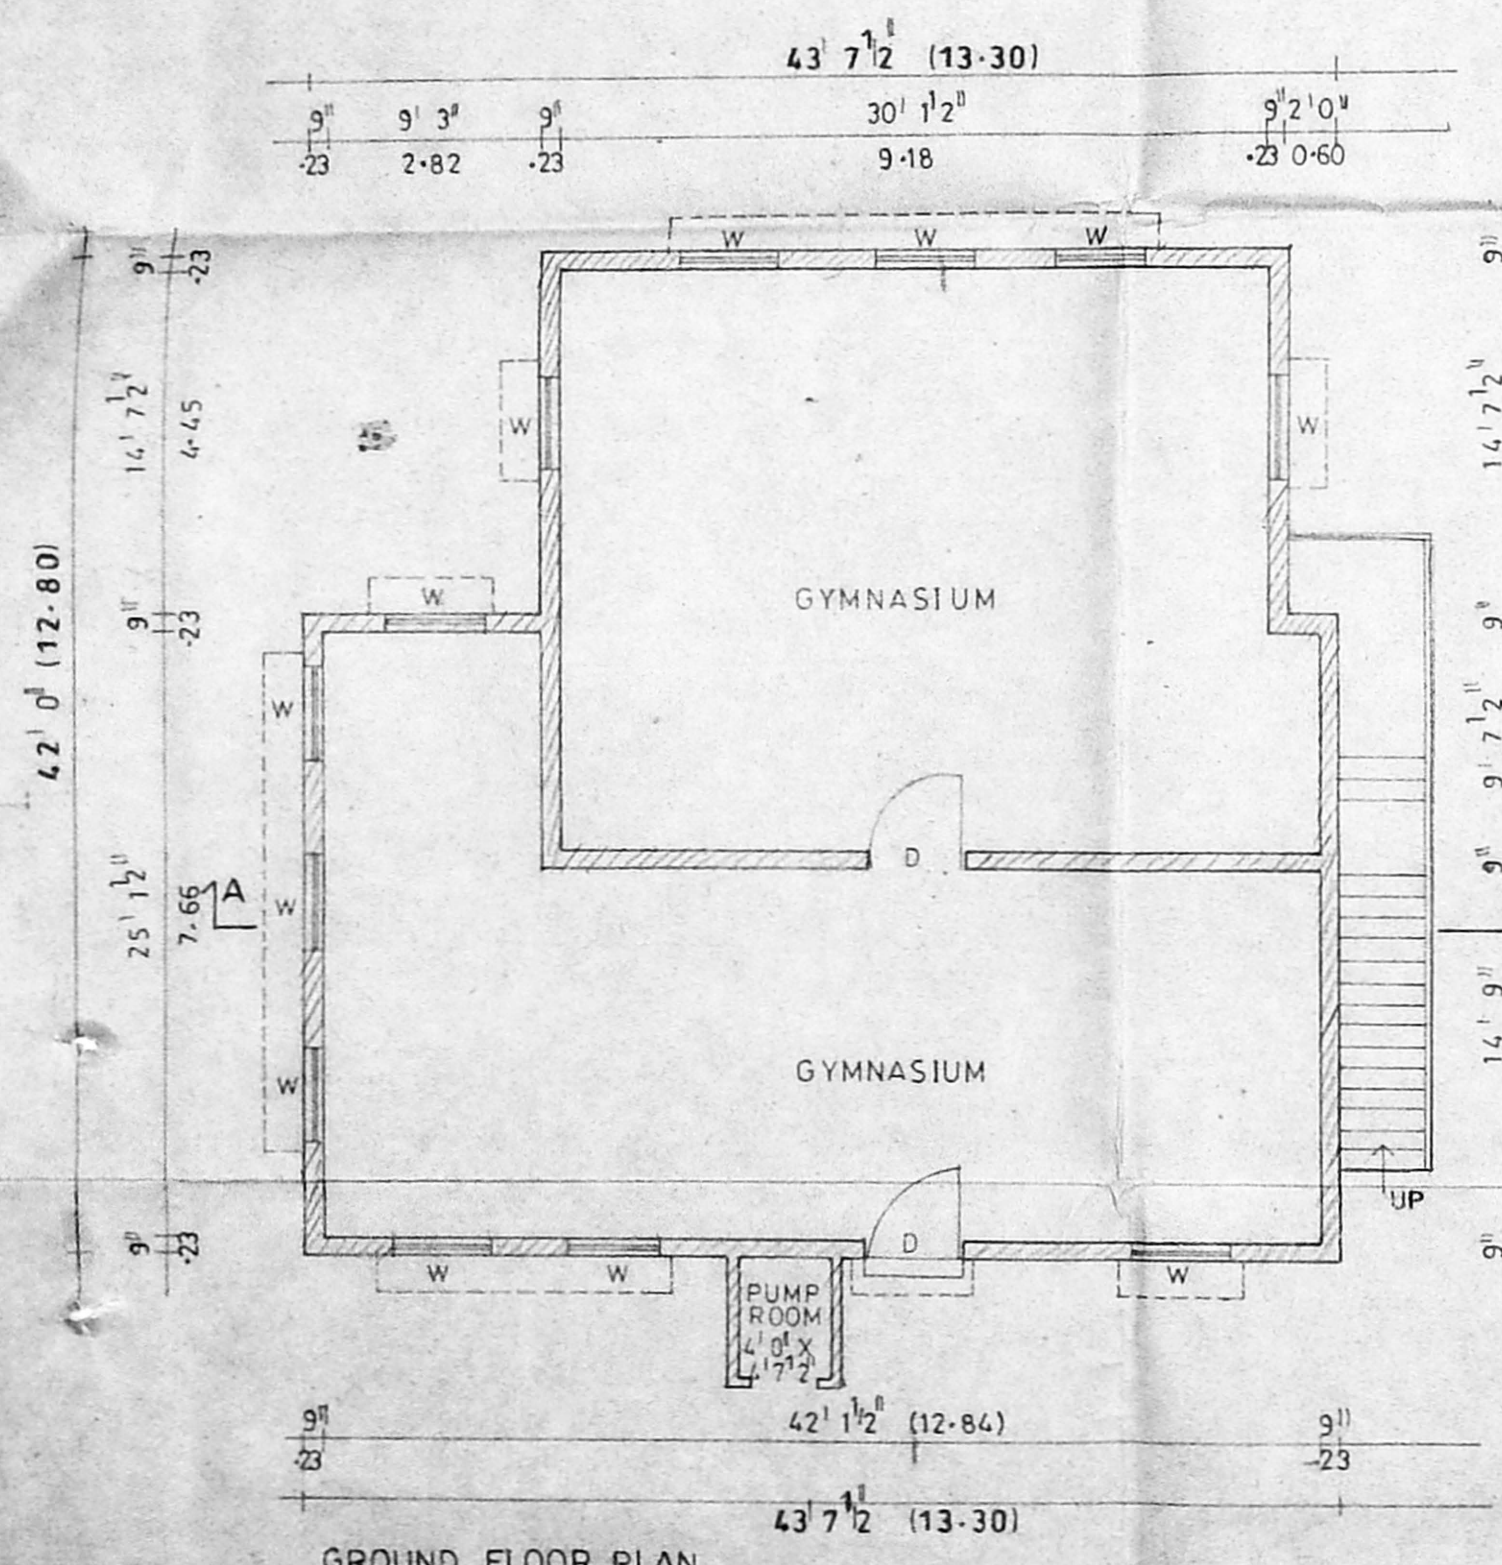 43' 7½" (13·30)
9" 9' 3" 9" 30' 1½" 9" 2' 0"
·23 2·82 ·23 9·18 ·23 0·60
W W W
9" ·23 9"
14' 7½" 4·45 W W 14' 7½"
42' 0" (12·80)
9" ·23 W GYMNASIUM 9"
W
9' 7½"
D 9"
25' 1½" 7·66 A W
14' 9"
W GYMNASIUM
UP
9" ·23 D 9"
W W W
PUMP
ROOM
4' 0" X
4' 7½"
9" 42' 1½" (12·84) 9"
·23 ·23
43' 7½" (13·30)
GROUND FLOOR PLAN